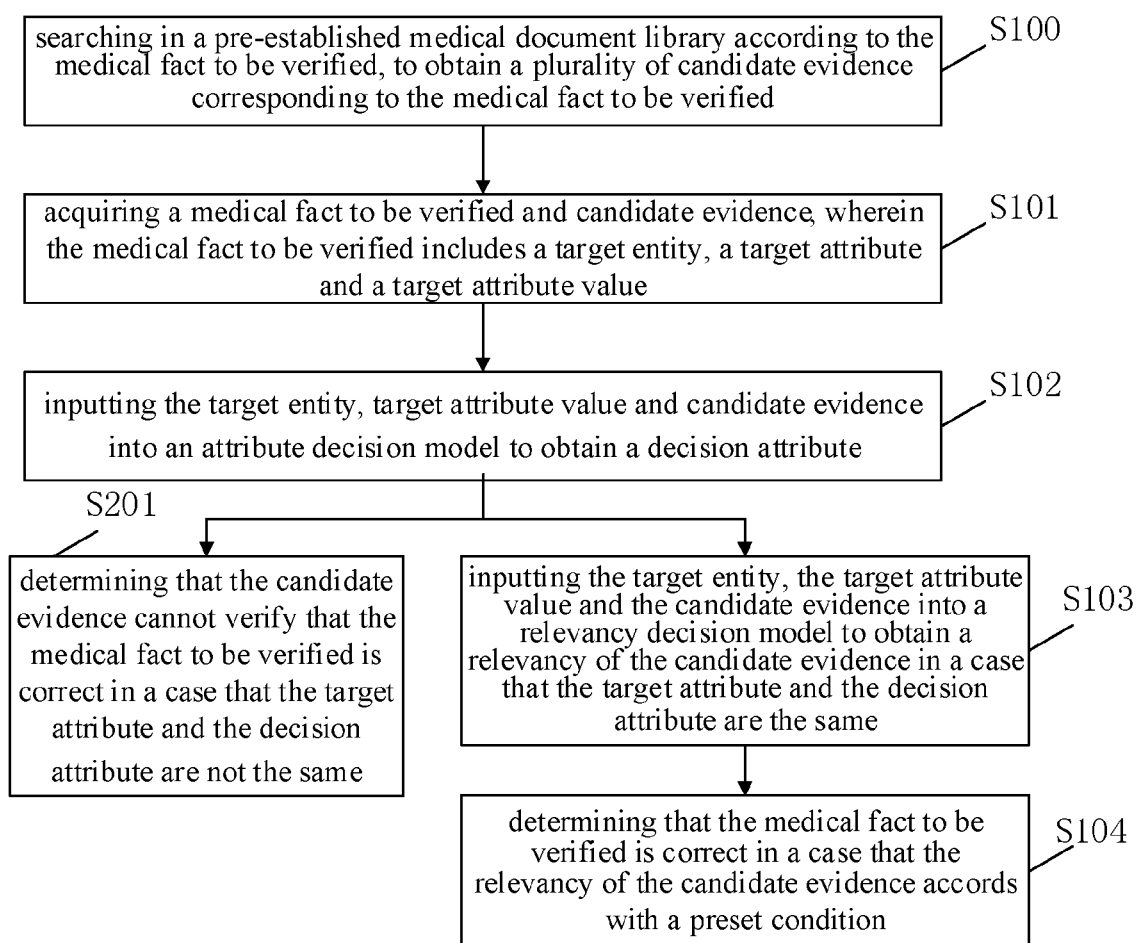 searching in a pre-established medical document library according to the
medical fact to be verified, to obtain a plurality of candidate evidence
corresponding to the medical fact to be verified
S100
acquiring a medical fact to be verified and candidate evidence, wherein
the medical fact to be verified includes a target entity, a target attribute
and a target attribute value
S101
inputting the target entity, target attribute value and candidate evidence
into an attribute decision model to obtain a decision attribute
S102
S201
determining that the candidate
evidence cannot verify that the
medical fact to be verified is
correct in a case that the target
attribute and the decision
attribute are not the same
inputting the target entity, the target attribute
value and the candidate evidence into a
relevancy decision model to obtain a
relevancy of the candidate evidence in a case
that the target attribute and the decision
attribute are the same
S103
determining that the medical fact to be
verified is correct in a case that the
relevancy of the candidate evidence accords
with a preset condition
S104